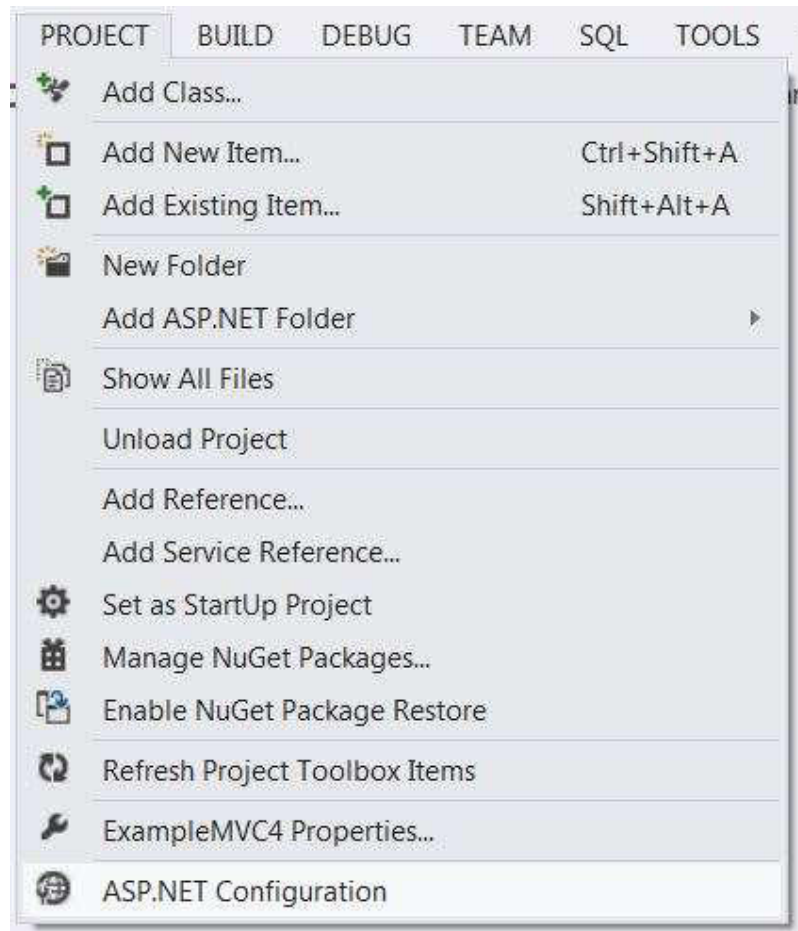 PROJECT BUILD DEBUG TEAM SQL TOOLS
Add Class...
Add New Item... Ctrl+Shift+A
Add Existing Item... Shift+Alt+A
New Folder
Add ASP.NET Folder
Show All Files
Unload Project
Add Reference...
Add Service Reference...
Set as StartUp Project
Manage NuGet Packages...
Enable NuGet Package Restore
Refresh Project Toolbox Items
ExampleMVC4 Properties...
ASP.NET Configuration